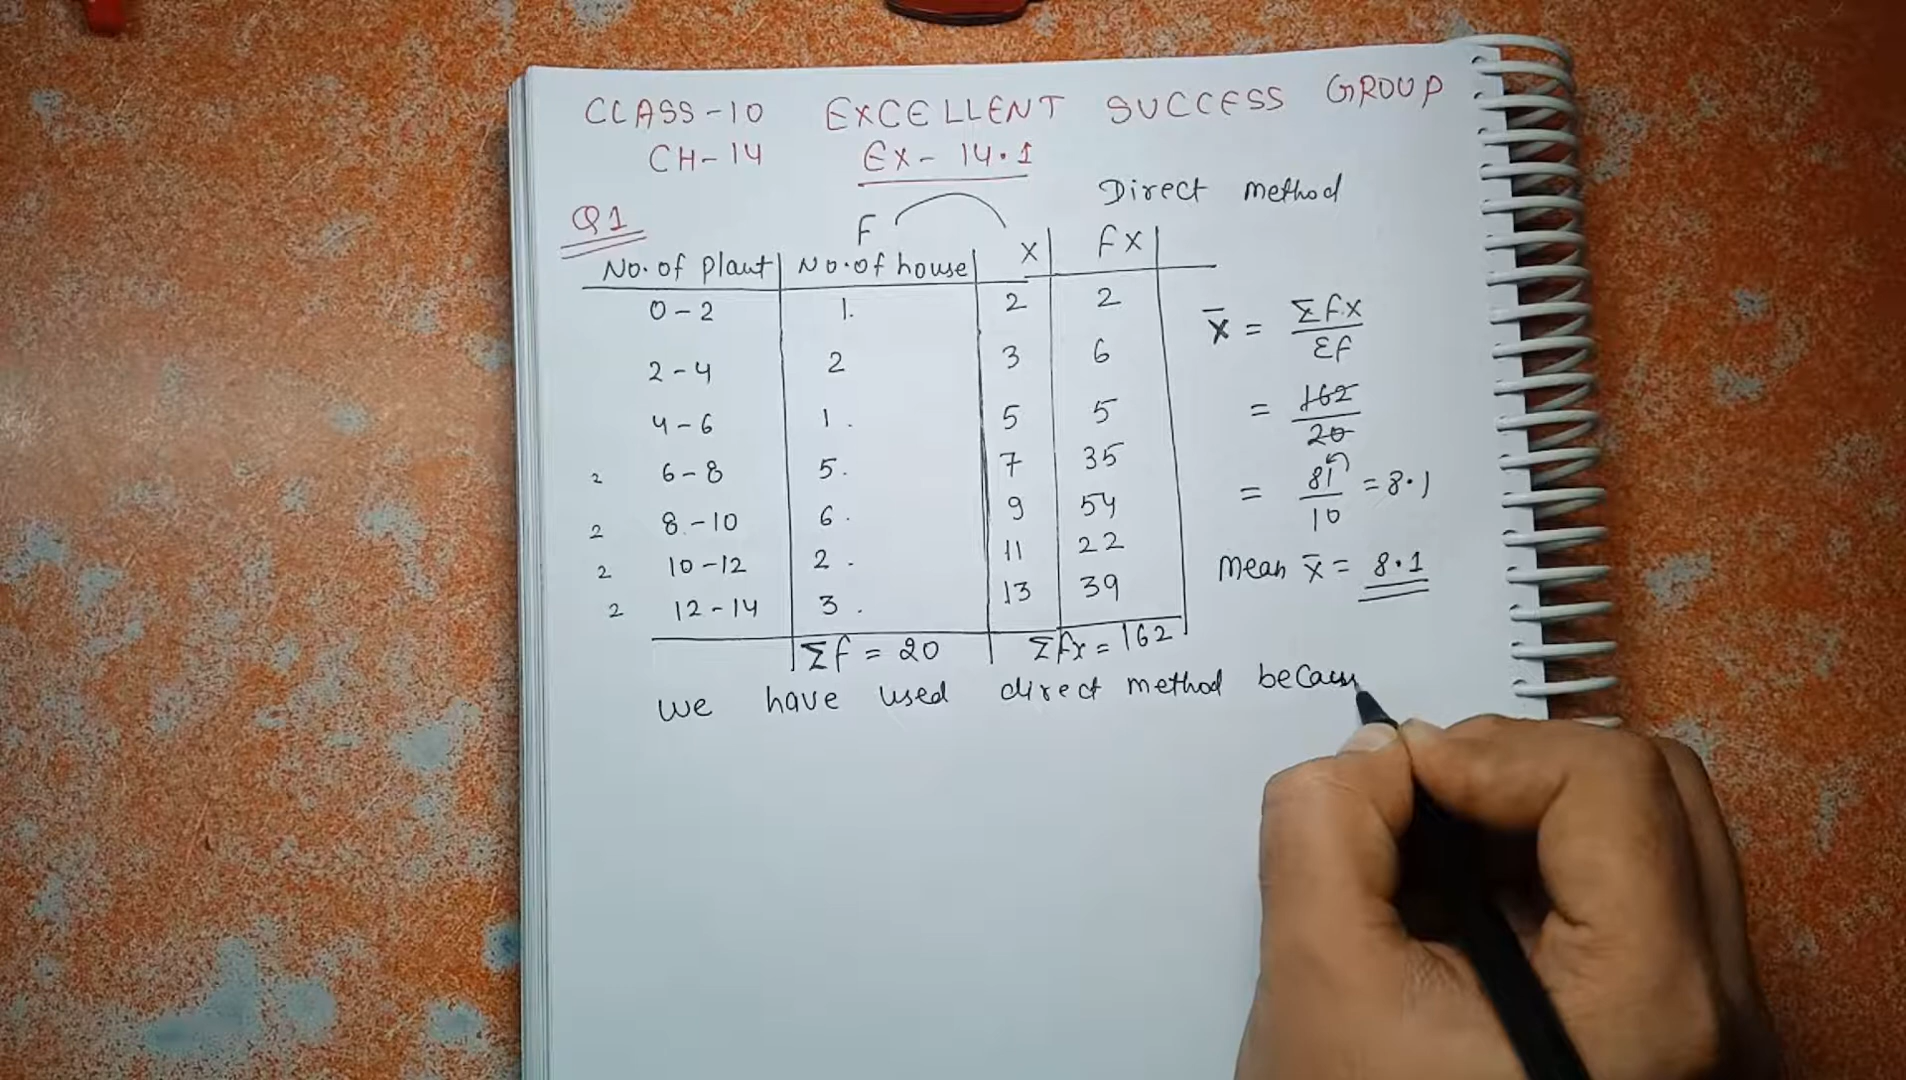 CLASS-10 EXCELLENT SUCCESS GROUP
CH-14 EX-14.1
Direct method
Q1 F
No. of plant No. of house x fx
0-2 1. 2 2
2-4 2 3 6
4-6 1. 5 5
2 6-8 5. 7 35
2 8-10 6. 9 54
2 10-12 2. 11 22
2 12-14 3. 13 39
Σf = 20 Σfx = 162
x̄ = Σfx/Σf
= 162/20
= 81/10 = 8.1
Mean x̄ = 8.1
we have used direct method becaus